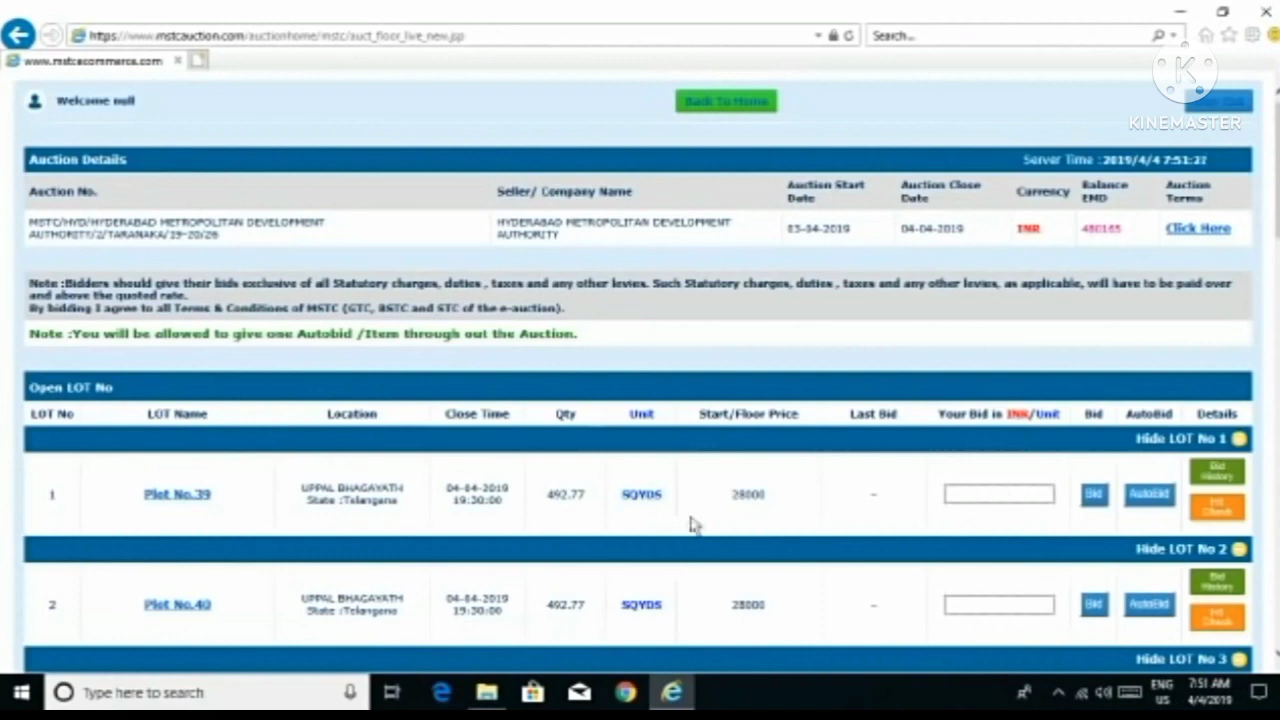 https://www.mstcauction.com/auctionhome/mstc/auct_floor_live_new.jsp
Search...
www.mstcecommerce.com
Welcome null
Back To Home
KINEMASTER
Auction Details
Server Time :2019/4/4 7:51:27
Auction No.
Seller/ Company Name
Auction Start Date
Auction Close Date
Currency
Balance EMD
Auction Terms
MSTC/HYD/HYDERABAD METROPOLITAN DEVELOPMENT
HYDERABAD METROPOLITAN DEVELOPMENT
AUTHORITY
03-04-2019
04-04-2019
INR
480165
Click Here
Note :Bidders should give their bids exclusive of all Statutory charges, duties , taxes and any other levies. Such Statutory charges, duties , taxes and any other levies, as applicable, will have to be paid over
and above the quoted rate.
By bidding I agree to all Terms & Conditions of MSTC (GTC, BSTC and STC of the e-auction).
Note :You will be allowed to give one Autobid /Item through out the Auction.
Open LOT No
LOT No LOT Name Location Close Time Qty Unit Start/Floor Price Last Bid Your Bid in INR/Unit Bid AutoBid Details
Hide LOT No 1
1 Plot No.39 UPPAL BHAGAYATH 04-04-2019 492.77 SQYDS 28000 - Bid AutoBid Bid History
State :Telangana 19:30:00
Hide LOT No 2
2 Plot No.40 UPPAL BHAGAYATH 04-04-2019 492.77 SQYDS 28000 - Bid AutoBid Bid History
State :Telangana 19:30:00
Hide LOT No 3
Type here to search
ENG
US
7:51 AM
4/4/2019